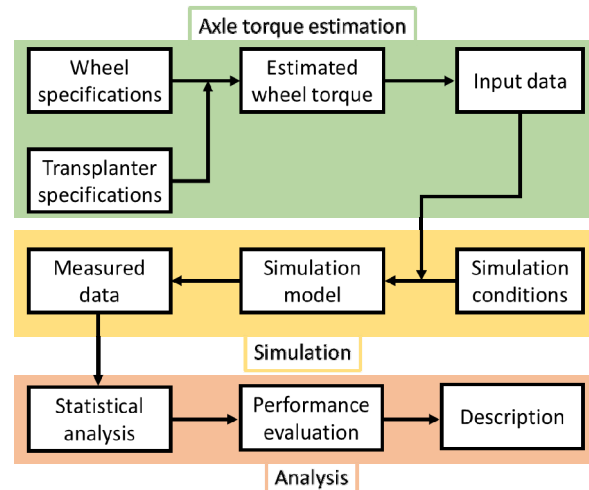 Axle torque estimation
Wheel
specifications
Estimated
wheel torque
Input data
Transplanter
specifications
Measured
data
Simulation
model
Simulation
conditions
Simulation
Statistical
analysis
Performance
evaluation
Description
Analysis